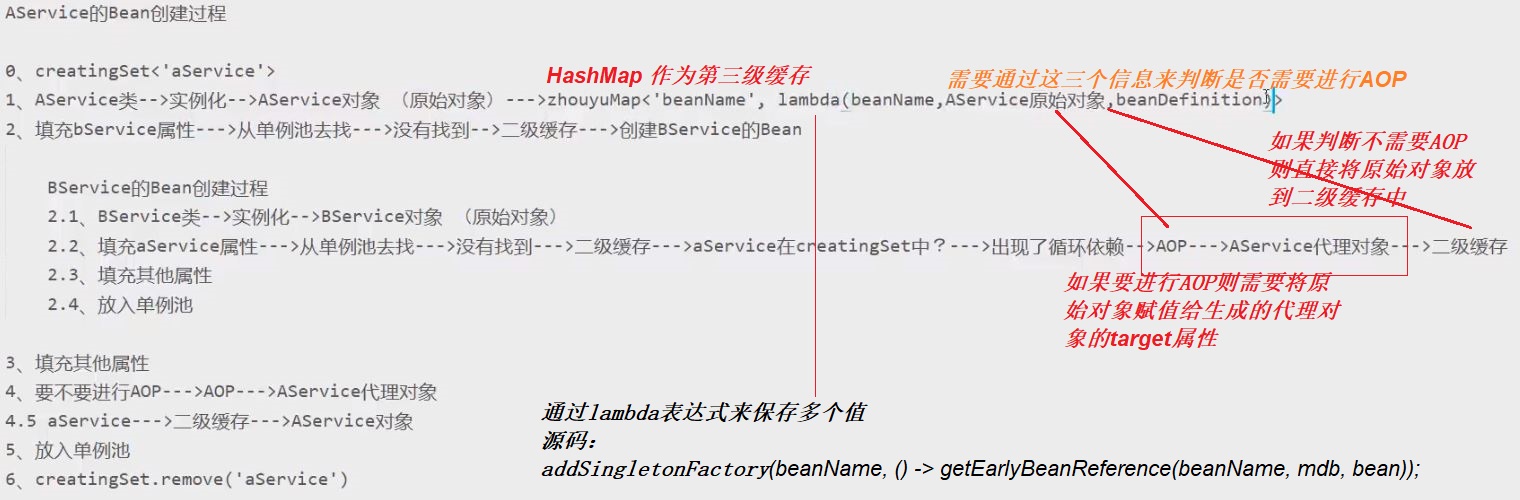 AService的Bean创建过程
0、creatingSet<'aService'>
HashMap 作为第三级缓存
需要通过这三个信息来判断是否需要进行AOP
1、AService类-->实例化-->AService对象 （原始对象）--->zhouyuMap<'beanName', lambda(beanName,AService原始对象,beanDefinition)>
2、填充bService属性--->从单例池去找--->没有找到-->二级缓存--->创建BService的Bean
如果判断不需要AOP
则直接将原始对象放
到二级缓存中
BService的Bean创建过程
2.1、BService类-->实例化-->BService对象 （原始对象）
2.2、填充aService属性--->从单例池去找--->没有找到--->二级缓存--->aService在creatingSet中？--->出现了循环依赖-->AOP--->AService代理对象--->二级缓存
2.3、填充其他属性
2.4、放入单例池
如果要进行AOP则需要将原
始对象赋值给生成的代理对
象的target属性
3、填充其他属性
4、要不要进行AOP--->AOP--->AService代理对象
4.5 aService--->二级缓存--->AService对象
5、放入单例池
6、creatingSet.remove('aService')
通过lambda表达式来保存多个值
源码：
addSingletonFactory(beanName, () -> getEarlyBeanReference(beanName, mdb, bean));